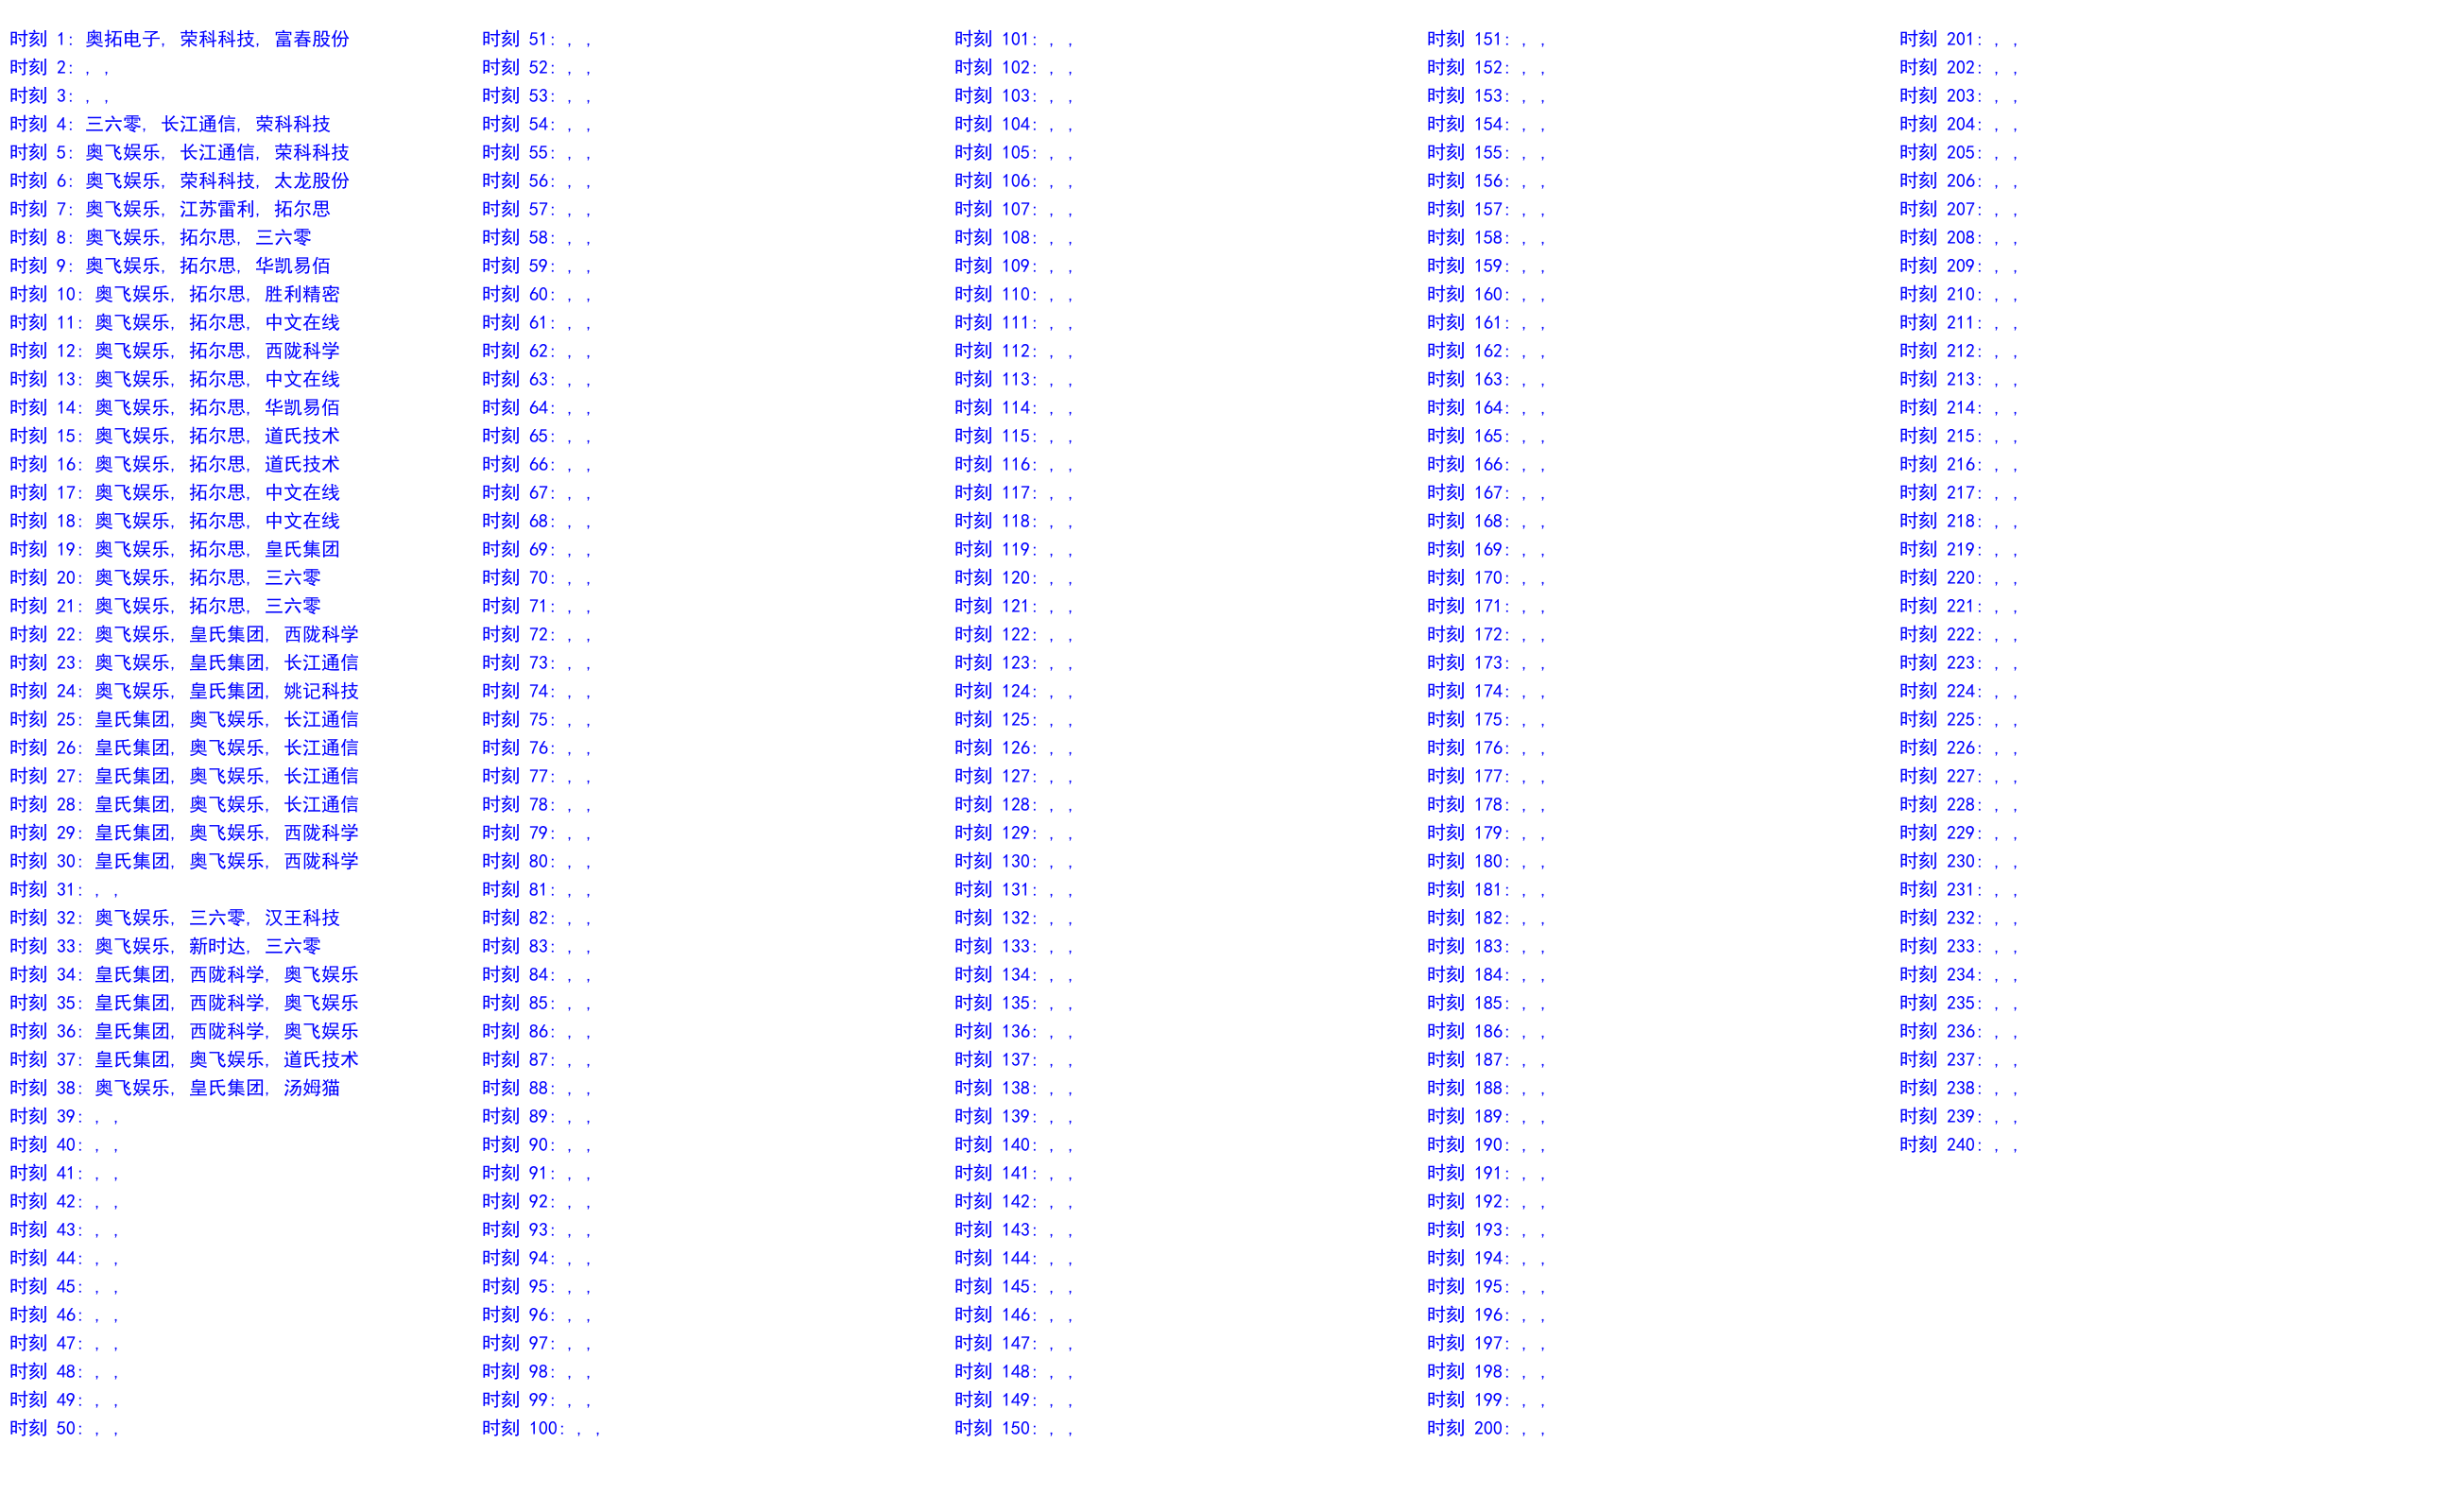 时刻 1: 奥拓电子, 荣科科技, 富春股份
时刻 2: , ,
时刻 3: , ,
时刻 4: 三六零, 长江通信, 荣科科技
时刻 5: 奥飞娱乐, 长江通信, 荣科科技
时刻 6: 奥飞娱乐, 荣科科技, 太龙股份
时刻 7: 奥飞娱乐, 江苏雷利, 拓尔思
时刻 8: 奥飞娱乐, 拓尔思, 三六零
时刻 9: 奥飞娱乐, 拓尔思, 华凯易佰
时刻 10: 奥飞娱乐, 拓尔思, 胜利精密
时刻 11: 奥飞娱乐, 拓尔思, 中文在线
时刻 12: 奥飞娱乐, 拓尔思, 西陇科学
时刻 13: 奥飞娱乐, 拓尔思, 中文在线
时刻 14: 奥飞娱乐, 拓尔思, 华凯易佰
时刻 15: 奥飞娱乐, 拓尔思, 道氏技术
时刻 16: 奥飞娱乐, 拓尔思, 道氏技术
时刻 17: 奥飞娱乐, 拓尔思, 中文在线
时刻 18: 奥飞娱乐, 拓尔思, 中文在线
时刻 19: 奥飞娱乐, 拓尔思, 皇氏集团
时刻 20: 奥飞娱乐, 拓尔思, 三六零
时刻 21: 奥飞娱乐, 拓尔思, 三六零
时刻 22: 奥飞娱乐, 皇氏集团, 西陇科学
时刻 23: 奥飞娱乐, 皇氏集团, 长江通信
时刻 24: 奥飞娱乐, 皇氏集团, 姚记科技
时刻 25: 皇氏集团, 奥飞娱乐, 长江通信
时刻 26: 皇氏集团, 奥飞娱乐, 长江通信
时刻 27: 皇氏集团, 奥飞娱乐, 长江通信
时刻 28: 皇氏集团, 奥飞娱乐, 长江通信
时刻 29: 皇氏集团, 奥飞娱乐, 西陇科学
时刻 30: 皇氏集团, 奥飞娱乐, 西陇科学
时刻 31: , ,
时刻 32: 奥飞娱乐, 三六零, 汉王科技
时刻 33: 奥飞娱乐, 新时达, 三六零
时刻 34: 皇氏集团, 西陇科学, 奥飞娱乐
时刻 35: 皇氏集团, 西陇科学, 奥飞娱乐
时刻 36: 皇氏集团, 西陇科学, 奥飞娱乐
时刻 37: 皇氏集团, 奥飞娱乐, 道氏技术
时刻 38: 奥飞娱乐, 皇氏集团, 汤姆猫
时刻 39: , ,
时刻 40: , ,
时刻 41: , ,
时刻 42: , ,
时刻 43: , ,
时刻 44: , ,
时刻 45: , ,
时刻 46: , ,
时刻 47: , ,
时刻 48: , ,
时刻 49: , ,
时刻 50: , ,
时刻 51: , ,
时刻 52: , ,
时刻 53: , ,
时刻 54: , ,
时刻 55: , ,
时刻 56: , ,
时刻 57: , ,
时刻 58: , ,
时刻 59: , ,
时刻 60: , ,
时刻 61: , ,
时刻 62: , ,
时刻 63: , ,
时刻 64: , ,
时刻 65: , ,
时刻 66: , ,
时刻 67: , ,
时刻 68: , ,
时刻 69: , ,
时刻 70: , ,
时刻 71: , ,
时刻 72: , ,
时刻 73: , ,
时刻 74: , ,
时刻 75: , ,
时刻 76: , ,
时刻 77: , ,
时刻 78: , ,
时刻 79: , ,
时刻 80: , ,
时刻 81: , ,
时刻 82: , ,
时刻 83: , ,
时刻 84: , ,
时刻 85: , ,
时刻 86: , ,
时刻 87: , ,
时刻 88: , ,
时刻 89: , ,
时刻 90: , ,
时刻 91: , ,
时刻 92: , ,
时刻 93: , ,
时刻 94: , ,
时刻 95: , ,
时刻 96: , ,
时刻 97: , ,
时刻 98: , ,
时刻 99: , ,
时刻 100: , ,
时刻 101: , ,
时刻 102: , ,
时刻 103: , ,
时刻 104: , ,
时刻 105: , ,
时刻 106: , ,
时刻 107: , ,
时刻 108: , ,
时刻 109: , ,
时刻 110: , ,
时刻 111: , ,
时刻 112: , ,
时刻 113: , ,
时刻 114: , ,
时刻 115: , ,
时刻 116: , ,
时刻 117: , ,
时刻 118: , ,
时刻 119: , ,
时刻 120: , ,
时刻 121: , ,
时刻 122: , ,
时刻 123: , ,
时刻 124: , ,
时刻 125: , ,
时刻 126: , ,
时刻 127: , ,
时刻 128: , ,
时刻 129: , ,
时刻 130: , ,
时刻 131: , ,
时刻 132: , ,
时刻 133: , ,
时刻 134: , ,
时刻 135: , ,
时刻 136: , ,
时刻 137: , ,
时刻 138: , ,
时刻 139: , ,
时刻 140: , ,
时刻 141: , ,
时刻 142: , ,
时刻 143: , ,
时刻 144: , ,
时刻 145: , ,
时刻 146: , ,
时刻 147: , ,
时刻 148: , ,
时刻 149: , ,
时刻 150: , ,
时刻 151: , ,
时刻 152: , ,
时刻 153: , ,
时刻 154: , ,
时刻 155: , ,
时刻 156: , ,
时刻 157: , ,
时刻 158: , ,
时刻 159: , ,
时刻 160: , ,
时刻 161: , ,
时刻 162: , ,
时刻 163: , ,
时刻 164: , ,
时刻 165: , ,
时刻 166: , ,
时刻 167: , ,
时刻 168: , ,
时刻 169: , ,
时刻 170: , ,
时刻 171: , ,
时刻 172: , ,
时刻 173: , ,
时刻 174: , ,
时刻 175: , ,
时刻 176: , ,
时刻 177: , ,
时刻 178: , ,
时刻 179: , ,
时刻 180: , ,
时刻 181: , ,
时刻 182: , ,
时刻 183: , ,
时刻 184: , ,
时刻 185: , ,
时刻 186: , ,
时刻 187: , ,
时刻 188: , ,
时刻 189: , ,
时刻 190: , ,
时刻 191: , ,
时刻 192: , ,
时刻 193: , ,
时刻 194: , ,
时刻 195: , ,
时刻 196: , ,
时刻 197: , ,
时刻 198: , ,
时刻 199: , ,
时刻 200: , ,
时刻 201: , ,
时刻 202: , ,
时刻 203: , ,
时刻 204: , ,
时刻 205: , ,
时刻 206: , ,
时刻 207: , ,
时刻 208: , ,
时刻 209: , ,
时刻 210: , ,
时刻 211: , ,
时刻 212: , ,
时刻 213: , ,
时刻 214: , ,
时刻 215: , ,
时刻 216: , ,
时刻 217: , ,
时刻 218: , ,
时刻 219: , ,
时刻 220: , ,
时刻 221: , ,
时刻 222: , ,
时刻 223: , ,
时刻 224: , ,
时刻 225: , ,
时刻 226: , ,
时刻 227: , ,
时刻 228: , ,
时刻 229: , ,
时刻 230: , ,
时刻 231: , ,
时刻 232: , ,
时刻 233: , ,
时刻 234: , ,
时刻 235: , ,
时刻 236: , ,
时刻 237: , ,
时刻 238: , ,
时刻 239: , ,
时刻 240: , ,